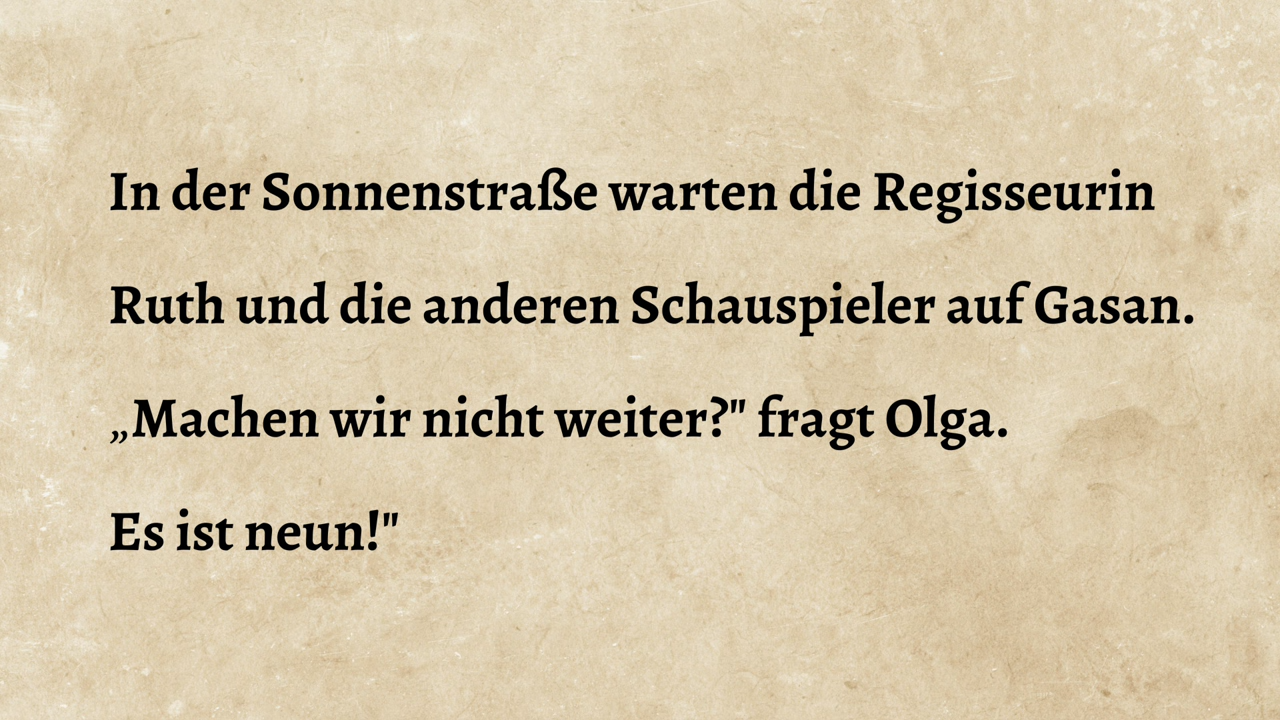 In der Sonnenstraße warten die Regisseurin
Ruth und die anderen Schauspieler auf Gasan.
„Machen wir nicht weiter?" fragt Olga.
Es ist neun!"